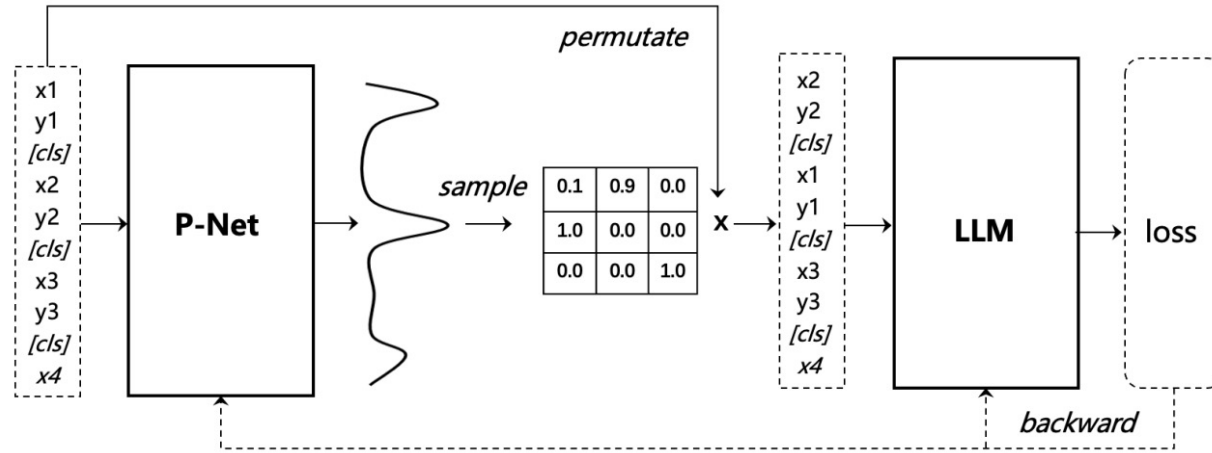 permutate
x1
y1
[cls]
x2
y2
[cls]
x3
y3
[cls]
x4
P-Net
sample
0.1 0.9 0.0
1.0 0.0 0.0
0.0 0.0 1.0
x
x2
y2
[cls]
x1
y1
[cls]
x3
y3
[cls]
x4
LLM
loss
backward